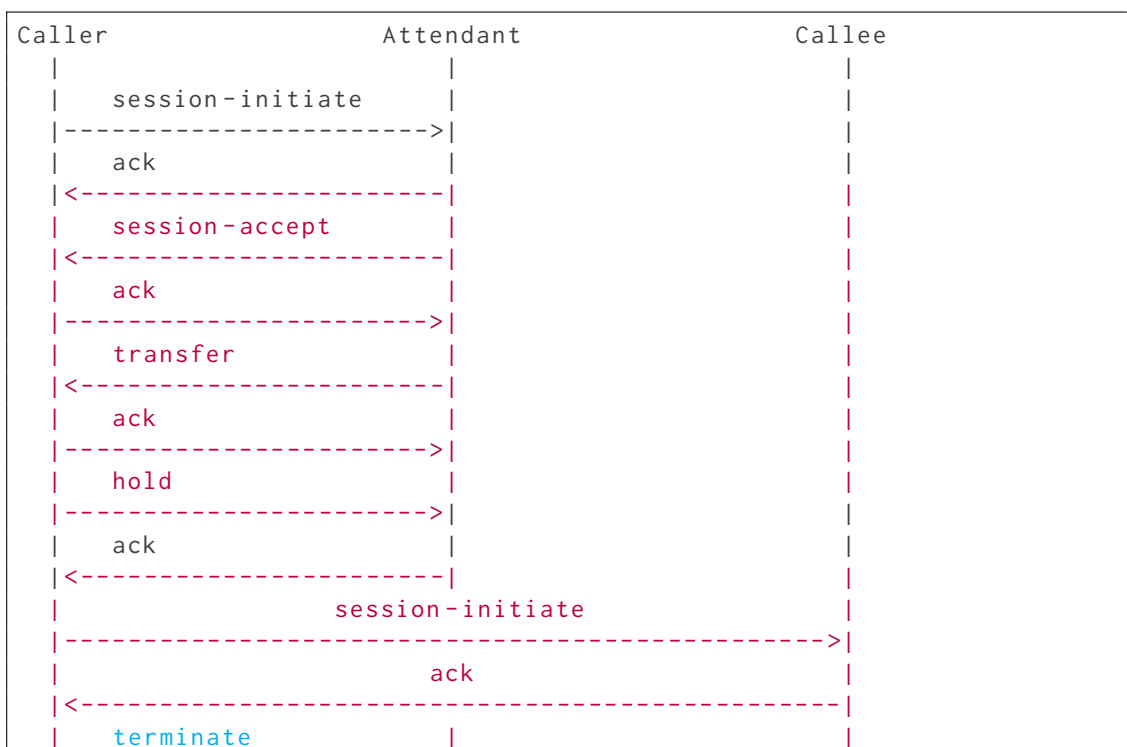 Caller                 Attendant                 Callee
  |                        |                        |
  |   session-initiate     |                        |
  |----------------------->|                        |
  |   ack                  |                        |
  |<-----------------------|                        |
  |   session-accept       |                        |
  |<-----------------------|                        |
  |   ack                  |                        |
  |----------------------->|                        |
  |   transfer             |                        |
  |<-----------------------|                        |
  |   ack                  |                        |
  |----------------------->|                        |
  |   hold                 |                        |
  |----------------------->|                        |
  |   ack                  |                        |
  |<-----------------------|                        |
  |                 session-initiate                |
  |------------------------------------------------>|
  |                       ack                       |
  |<------------------------------------------------|
  |   terminate            |                        |